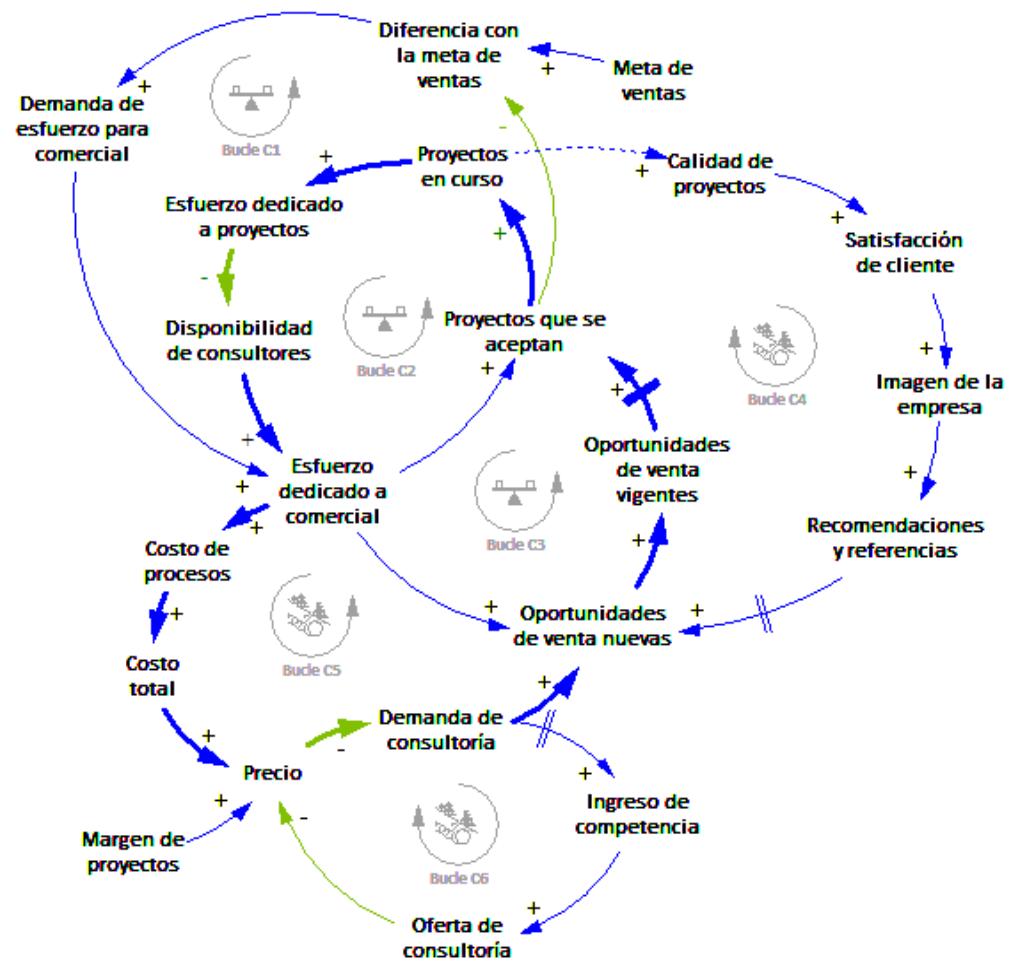 Diferencia con
la meta de
ventas
+
Meta de
ventas
+
Demanda de
esfuerzo para
comercial
Bucle C1
-
+
Proyectos
en curso
+
Calidad de
proyectos
Esfuerzo dedicado
a proyectos
+
+
Satisfacción
de cliente
-
Disponibilidad
de consultores
Bucle C2
Proyectos que se
aceptan
+
+
Bucle C4
+
Imagen de la
empresa
+
Oportunidades
de venta
vigentes
+
Esfuerzo
dedicado a
comercial
+
+
+
Bucle C3
Recomendaciones
y referencias
Costo de
procesos
+
+
Bucle C5
+
Oportunidades
de venta nuevas
+
Costo
total
+
+
Demanda de
consultoría
-
Precio
+
+
Ingreso de
competencia
-
Margen de
proyectos
Bucle C6
+
Oferta de
consultoría